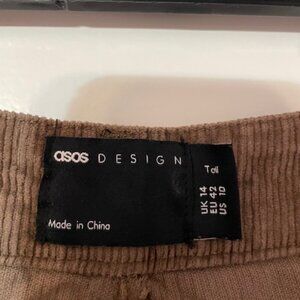 asos DESIGN
Tall
UK 14
EU 42
US 10
Made in China